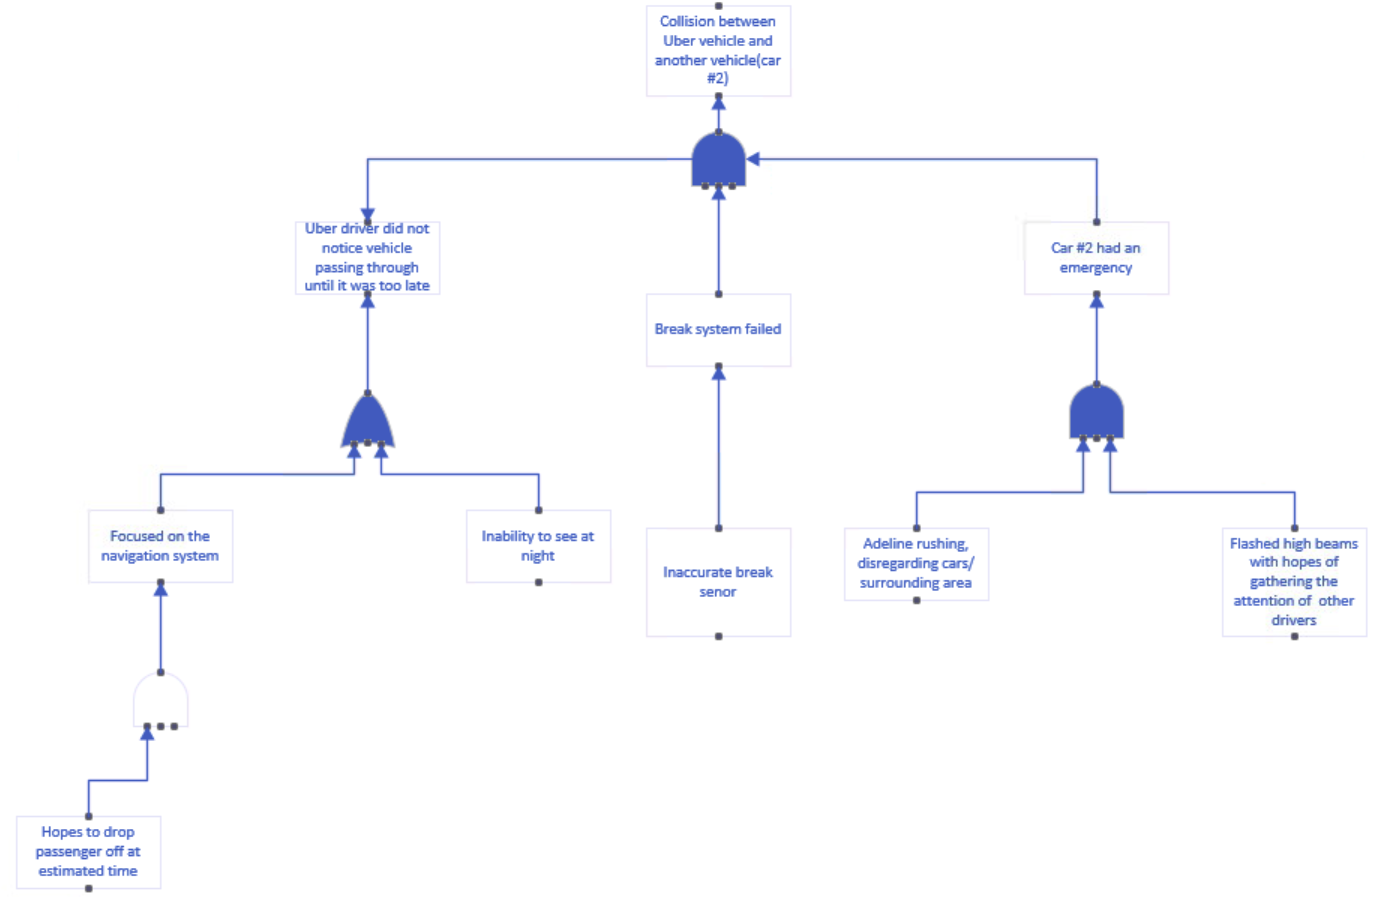 Collision between
Uber vehicle and
another vehicle(car
#2)
Uber driver did not
notice vehicle
passing through
until it was too late
Car #2 had an
emergency
Break system failed
Focused on the
navigation system
Inability to see at
night
Inaccurate break
senor
Adeline rushing,
disregarding cars/
surrounding area
Flashed high beams
with hopes of
gathering the
attention of  other
drivers
Hopes to drop
passenger off at
estimated time